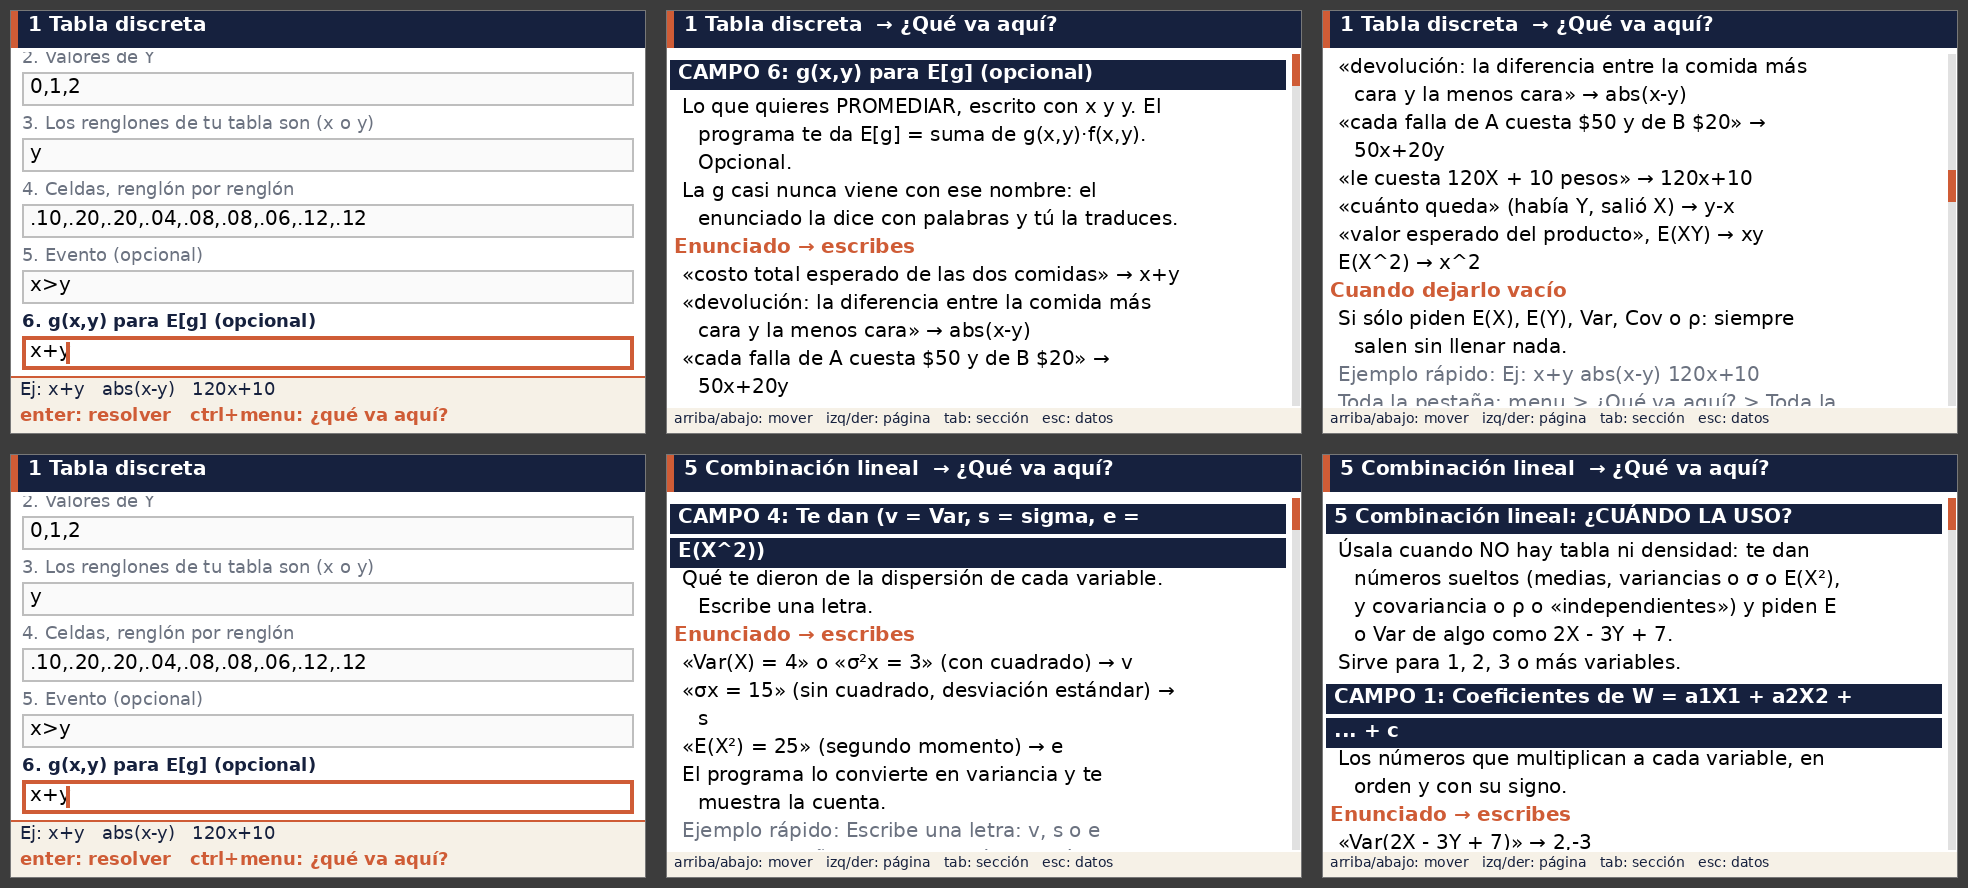 1 Tabla discreta
2. Valores de Y
0,1,2
3. Los renglones de tu tabla son (x o y)
y
4. Celdas, renglón por renglón
.10,.20,.20,.04,.08,.08,.06,.12,.12
5. Evento (opcional)
x>y
6. g(x,y) para E[g] (opcional)
x+y
Ej: x+y   abs(x-y)   120x+10
enter: resolver   ctrl+menu: ¿qué va aquí?
1 Tabla discreta  → ¿Qué va aquí?
CAMPO 6: g(x,y) para E[g] (opcional)
Lo que quieres PROMEDIAR, escrito con x y y. El
programa te da E[g] = suma de g(x,y)·f(x,y).
Opcional.
La g casi nunca viene con ese nombre: el
enunciado la dice con palabras y tú la traduces.
Enunciado → escribes
«costo total esperado de las dos comidas» → x+y
«devolución: la diferencia entre la comida más
cara y la menos cara» → abs(x-y)
«cada falla de A cuesta $50 y de B $20» →
50x+20y
arriba/abajo: mover   izq/der: página   tab: sección   esc: datos
1 Tabla discreta  → ¿Qué va aquí?
«devolución: la diferencia entre la comida más
cara y la menos cara» → abs(x-y)
«cada falla de A cuesta $50 y de B $20» →
50x+20y
«le cuesta 120X + 10 pesos» → 120x+10
«cuánto queda» (había Y, salió X) → y-x
«valor esperado del producto», E(XY) → xy
E(X^2) → x^2
Cuando dejarlo vacío
Si sólo piden E(X), E(Y), Var, Cov o ρ: siempre
salen sin llenar nada.
Ejemplo rápido: Ej: x+y abs(x-y) 120x+10
Toda la pestaña: menu > ¿Qué va aquí? > Toda la
arriba/abajo: mover   izq/der: página   tab: sección   esc: datos
1 Tabla discreta
2. Valores de Y
0,1,2
3. Los renglones de tu tabla son (x o y)
y
4. Celdas, renglón por renglón
.10,.20,.20,.04,.08,.08,.06,.12,.12
5. Evento (opcional)
x>y
6. g(x,y) para E[g] (opcional)
x+y
Ej: x+y   abs(x-y)   120x+10
enter: resolver   ctrl+menu: ¿qué va aquí?
5 Combinación lineal  → ¿Qué va aquí?
CAMPO 4: Te dan (v = Var, s = sigma, e =
E(X^2))
Qué te dieron de la dispersión de cada variable.
Escribe una letra.
Enunciado → escribes
«Var(X) = 4» o «σ²x = 3» (con cuadrado) → v
«σx = 15» (sin cuadrado, desviación estándar) →
s
«E(X²) = 25» (segundo momento) → e
El programa lo convierte en variancia y te
muestra la cuenta.
Ejemplo rápido: Escribe una letra: v, s o e
arriba/abajo: mover   izq/der: página   tab: sección   esc: datos
5 Combinación lineal  → ¿Qué va aquí?
5 Combinación lineal: ¿CUÁNDO LA USO?
Úsala cuando NO hay tabla ni densidad: te dan
números sueltos (medias, variancias o σ o E(X²),
y covariancia o ρ o «independientes») y piden E
o Var de algo como 2X - 3Y + 7.
Sirve para 1, 2, 3 o más variables.
CAMPO 1: Coeficientes de W = a1X1 + a2X2 +
... + c
Los números que multiplican a cada variable, en
orden y con su signo.
Enunciado → escribes
«Var(2X - 3Y + 7)» → 2,-3
arriba/abajo: mover   izq/der: página   tab: sección   esc: datos